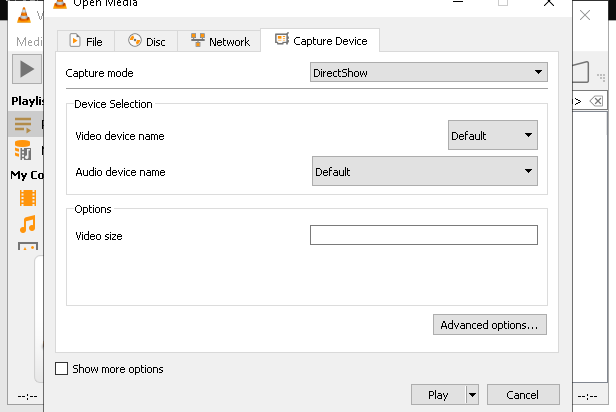 Open Media
Medi
File
Disc
Network
Capture Device
Capture mode
DirectShow
Playlis
Device Selection
Video device name
Default
Audio device name
Default
My Co
Options
Video size
Advanced options...
Show more options
--:--
Play
Cancel
--:--